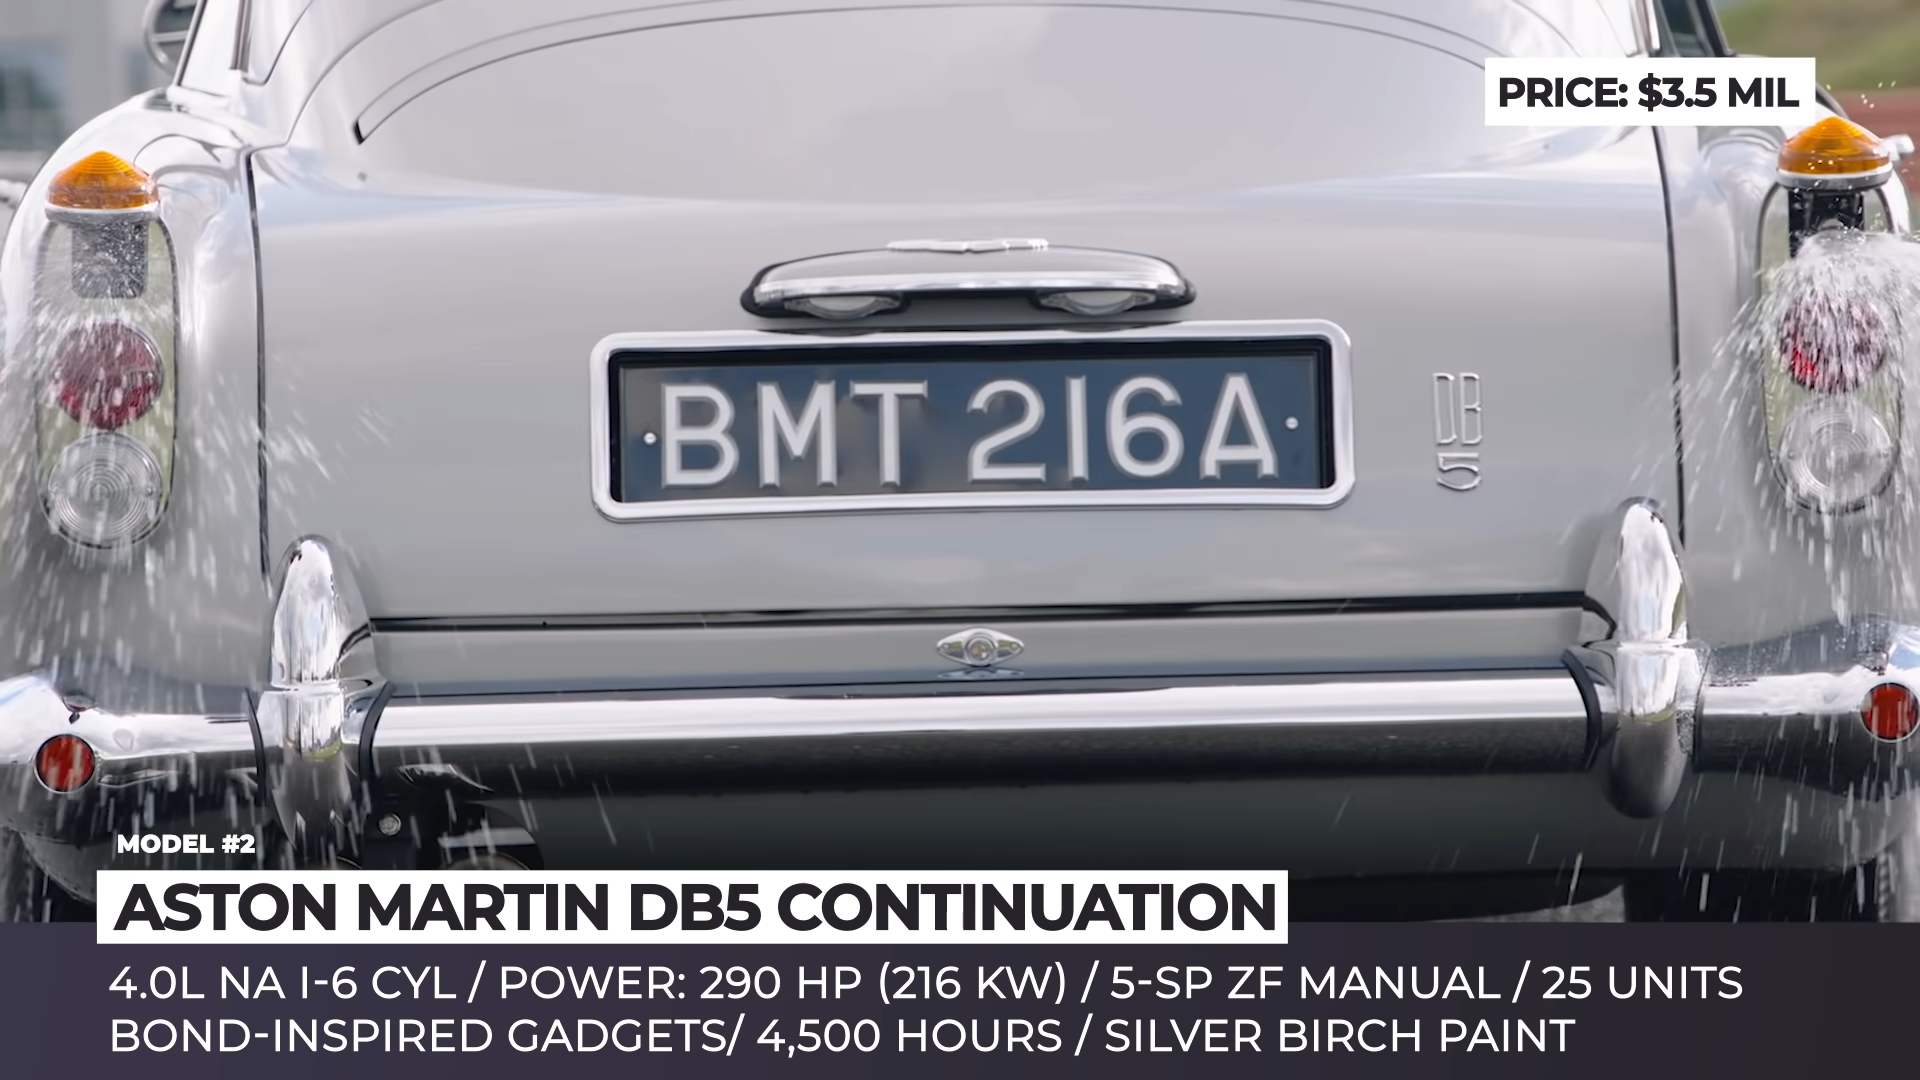 PRICE: $3.5 MIL
BMT 216A
DB
5
MODEL #2
ASTON MARTIN DB5 CONTINUATION
4.0L NA I-6 CYL / POWER: 290 HP (216 KW) / 5-SP ZF MANUAL / 25 UNITS
BOND-INSPIRED GADGETS/ 4,500 HOURS / SILVER BIRCH PAINT